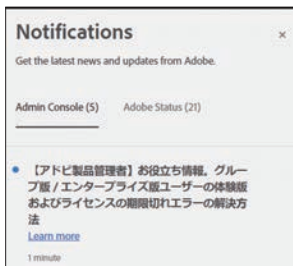 Notifications
×
Get the latest news and updates from Adobe.
Admin Console (5) Adobe Status (21)
【アドビ製品管理者】お役立ち情報。グルー
プ版 / エンタープライズ版ユーザーの体験版
およびライセンスの期限切れエラーの解決方
法
Learn more
1 minute